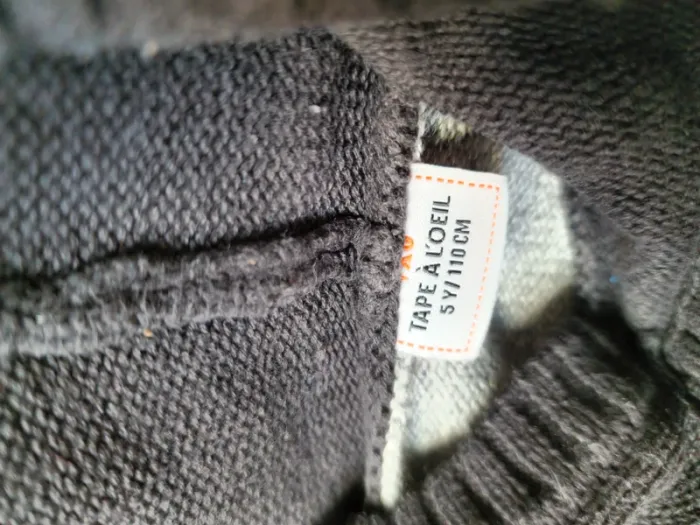 TAPE À L'OEIL
5 Y/ 110 CM